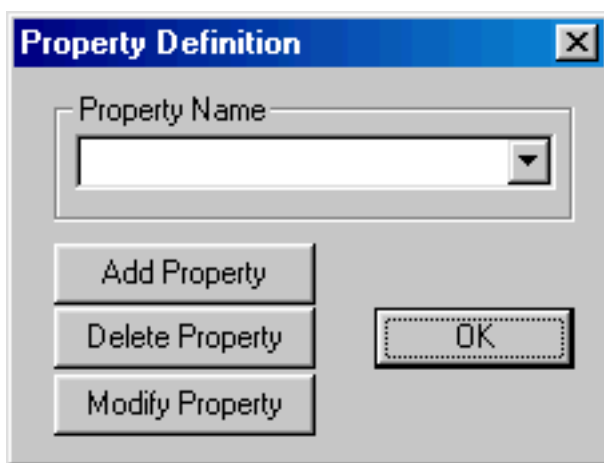 Property Definition
Property Name
Add Property
Delete Property
OK
Modify Property